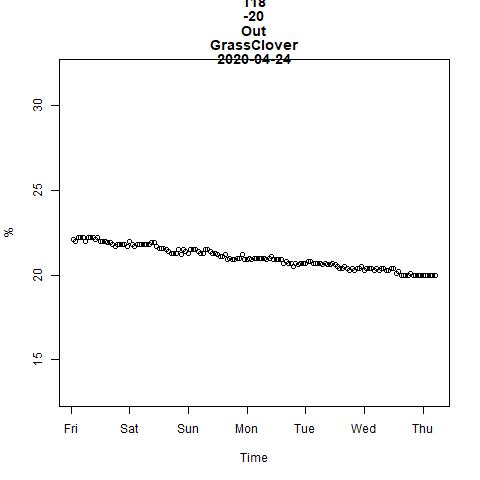 T18
-20
Out
GrassClover
2020-04-24
%
30
25
20
15
Fri Sat Sun Mon Tue Wed Thu
Time